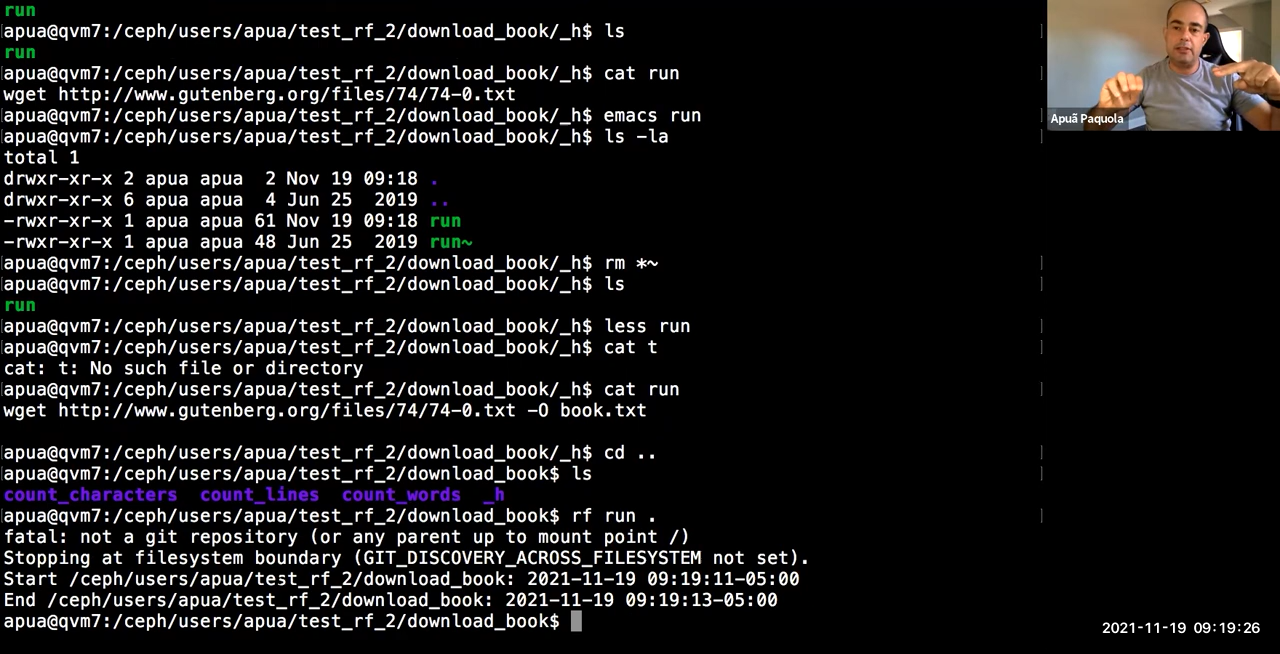 run
apua@qvm7:/ceph/users/apua/test_rf_2/download_book/_h$ ls
run
apua@qvm7:/ceph/users/apua/test_rf_2/download_book/_h$ cat run
wget http://www.gutenberg.org/files/74/74-0.txt
apua@qvm7:/ceph/users/apua/test_rf_2/download_book/_h$ emacs run
apua@qvm7:/ceph/users/apua/test_rf_2/download_book/_h$ ls -la
total 1
drwxr-xr-x 2 apua apua  2 Nov 19 09:18 .
drwxr-xr-x 6 apua apua  4 Jun 25  2019 ..
-rwxr-xr-x 1 apua apua 61 Nov 19 09:18 run
-rwxr-xr-x 1 apua apua 48 Jun 25  2019 run~
apua@qvm7:/ceph/users/apua/test_rf_2/download_book/_h$ rm *~
apua@qvm7:/ceph/users/apua/test_rf_2/download_book/_h$ ls
run
apua@qvm7:/ceph/users/apua/test_rf_2/download_book/_h$ less run
apua@qvm7:/ceph/users/apua/test_rf_2/download_book/_h$ cat t
cat: t: No such file or directory
apua@qvm7:/ceph/users/apua/test_rf_2/download_book/_h$ cat run
wget http://www.gutenberg.org/files/74/74-0.txt -O book.txt
apua@qvm7:/ceph/users/apua/test_rf_2/download_book/_h$ cd ..
apua@qvm7:/ceph/users/apua/test_rf_2/download_book$ ls
count_characters  count_lines  count_words  _h
apua@qvm7:/ceph/users/apua/test_rf_2/download_book$ rf run .
fatal: not a git repository (or any parent up to mount point /)
Stopping at filesystem boundary (GIT_DISCOVERY_ACROSS_FILESYSTEM not set).
Start /ceph/users/apua/test_rf_2/download_book: 2021-11-19 09:19:11-05:00
End /ceph/users/apua/test_rf_2/download_book: 2021-11-19 09:19:13-05:00
apua@qvm7:/ceph/users/apua/test_rf_2/download_book$
Apuã Paquola
2021-11-19 09:19:26